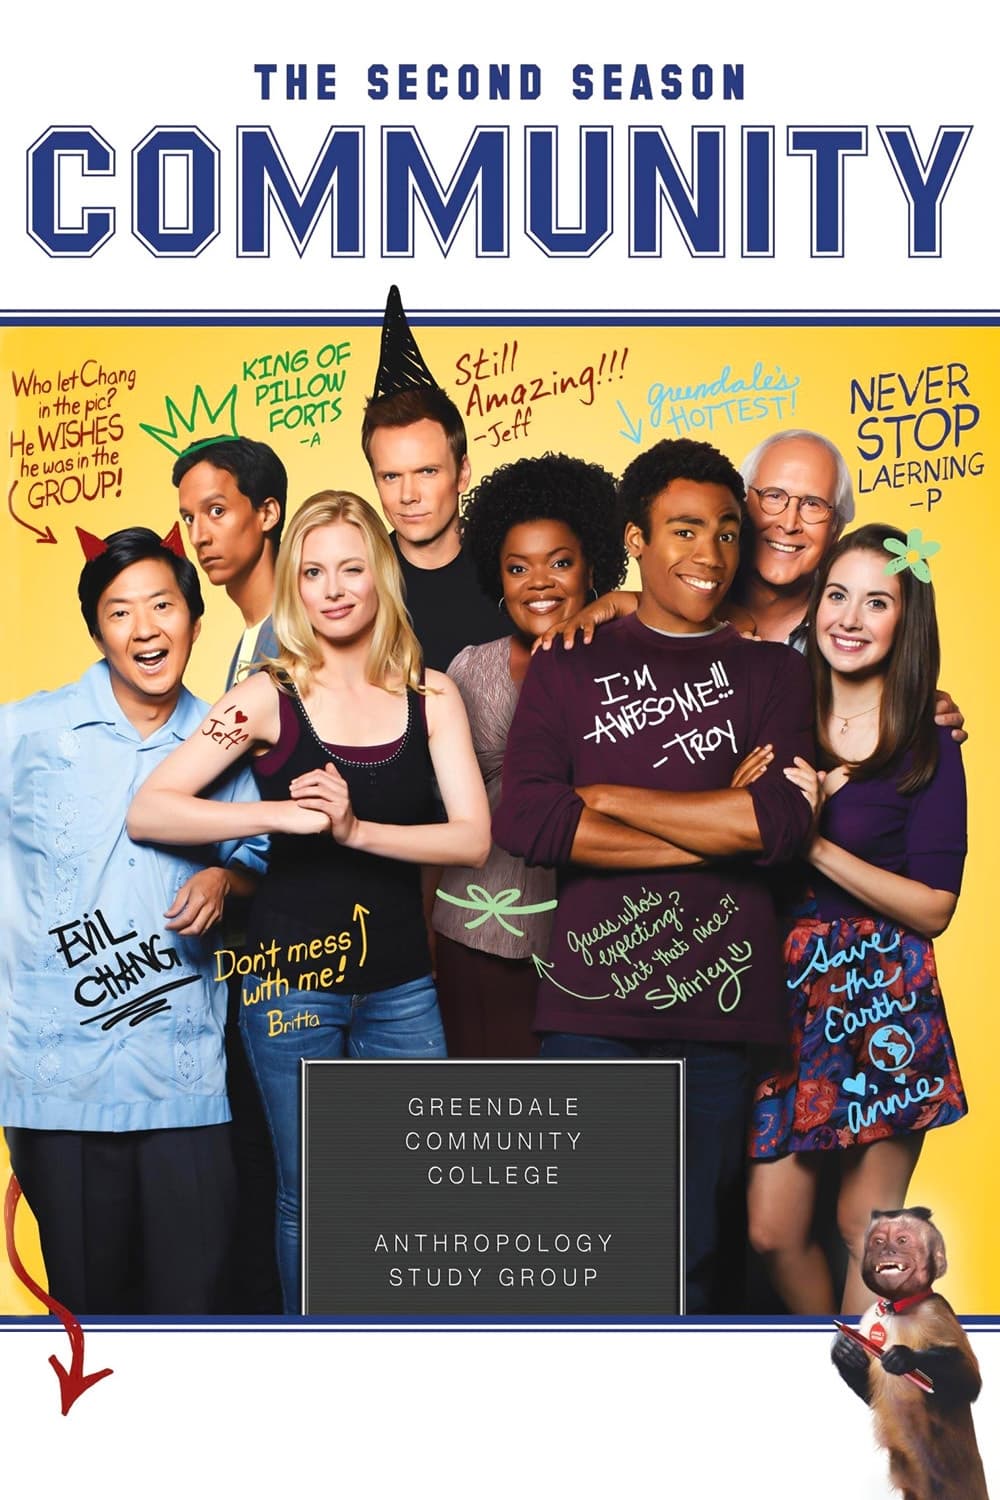 THE SECOND SEASON
COMMUNITY
Who let Chang
in the pic?
He WISHES
he was in the
GROUP!
KING OF
PILLOW
FORTS
-A
Still
Amazing!!!
-Jeff
greendale's
HOTTEST!
NEVER
STOP
LAERNING
-P
I ♥
Jeff
I'M
AWESOME!!!
-TROY
EVIL
CHANG
Don't mess
with me!
Britta
Guess who's
expecting?
Isn't that nice?!
Shirley
Save
the
Earth
annie
GREENDALE
COMMUNITY
COLLEGE
ANTHROPOLOGY
STUDY GROUP